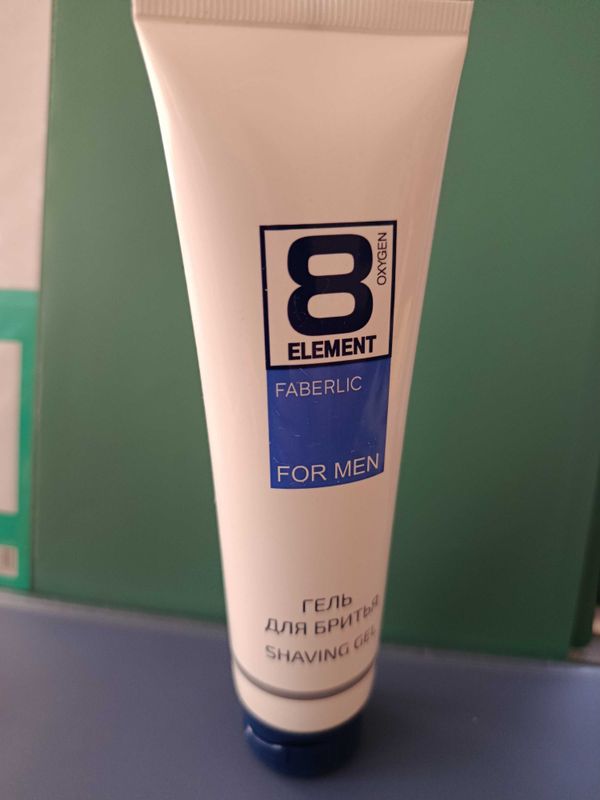 8
OXYGEN
ELEMENT
FABERLIC
FOR MEN
ГЕЛЬ
ДЛЯ БРИТЬЯ
SHAVING GEL